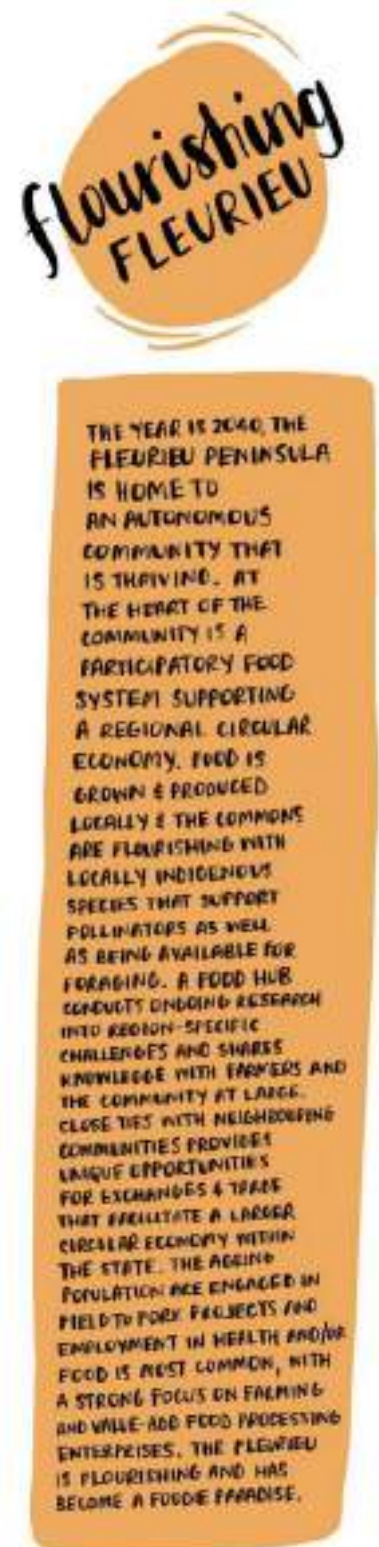 flourishing
FLEURIEU
THE YEAR IS 2040, THE
FLEURIEU PENINSULA
IS HOME TO
AN AUTONOMOUS
COMMUNITY THAT
IS THRIVING. AT
THE HEART OF THE
COMMUNITY IS A
PARTICIPATORY FOOD
SYSTEM SUPPORTING
A REGIONAL CIRCULAR
ECONOMY. FOOD IS
GROWN & PRODUCED
LOCALLY & THE COMMONS
ARE FLOURISHING WITH
LOCALLY INDIGENOUS
SPECIES THAT SUPPORT
POLLINATORS AS WELL
AS BEING AVAILABLE FOR
FORAGING. A FOOD HUB
CONDUCTS ONGOING RESEARCH
INTO REGION-SPECIFIC
CHALLENGES AND SHARES
KNOWLEDGE WITH FARMERS AND
THE COMMUNITY AT LARGE.
CLOSE TIES WITH NEIGHBOURING
COMMUNITIES PROVIDES
UNIQUE OPPORTUNITIES
FOR EXCHANGES & TRADE
THAT FACILITATE A LARGER
CIRCULAR ECONOMY WITHIN
THE STATE. THE AGEING
POPULATION ARE ENGAGED IN
FIELD TO FORK PROJECTS AND
EMPLOYMENT IN HEALTH AND/OR
FOOD IS MOST COMMON, WITH
A STRONG FOCUS ON FARMING
AND VALUE-ADD FOOD PROCESSING
ENTERPRISES. THE FLEURIEU
IS FLOURISHING AND HAS
BECOME A FOODIE PARADISE.